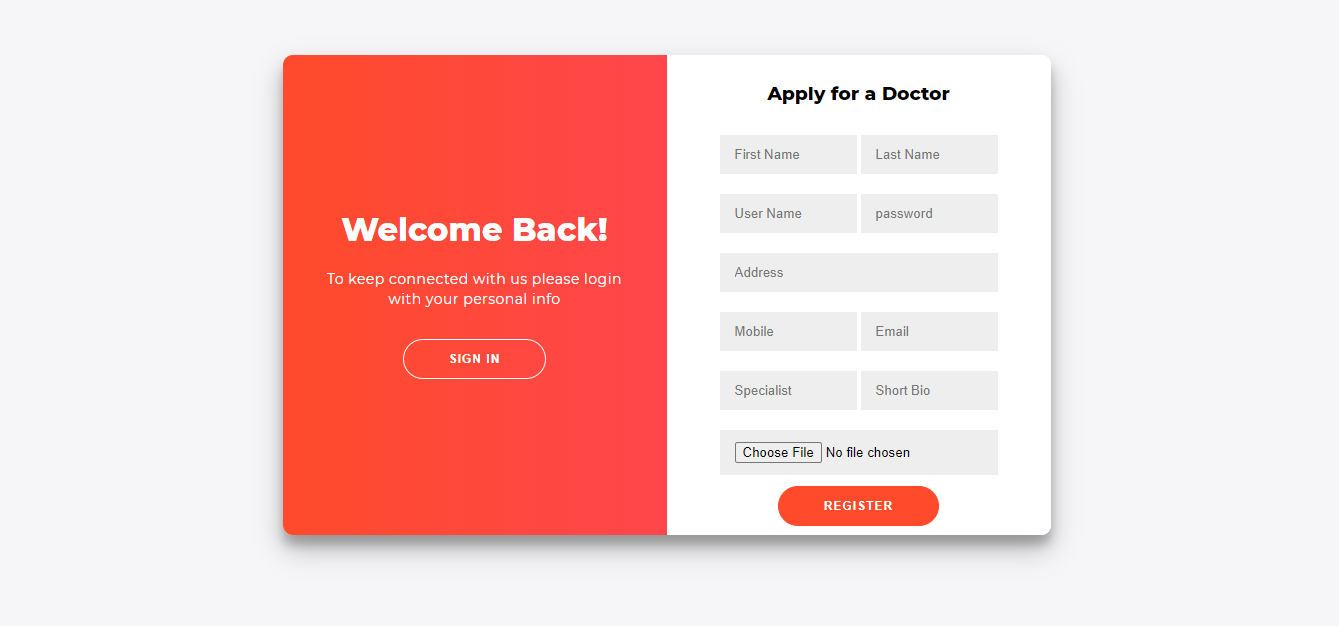 Welcome Back!
To keep connected with us please login
with your personal info
SIGN IN
Apply for a Doctor
First Name Last Name
User Name password
Address
Mobile Email
Specialist Short Bio
Choose File No file chosen
REGISTER